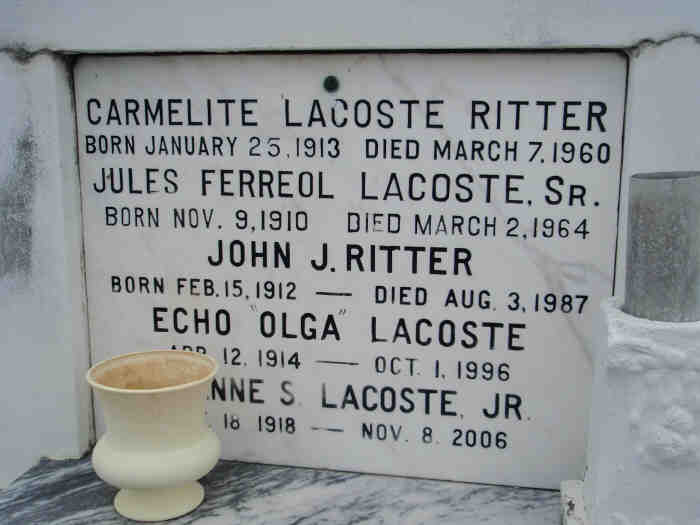 CARMELITE LACOSTE RITTER
BORN JANUARY 25, 1913 DIED MARCH 7, 1960
JULES FERREOL LACOSTE, SR.
BORN NOV. 9, 1910 DIED MARCH 2, 1964
JOHN J. RITTER
BORN FEB. 15, 1912 — DIED AUG. 3, 1987
ECHO "OLGA" LACOSTE
APR. 12, 1914 — OCT. 1, 1996
S. LACOSTE, JR.
18 1918 — NOV. 8, 2006